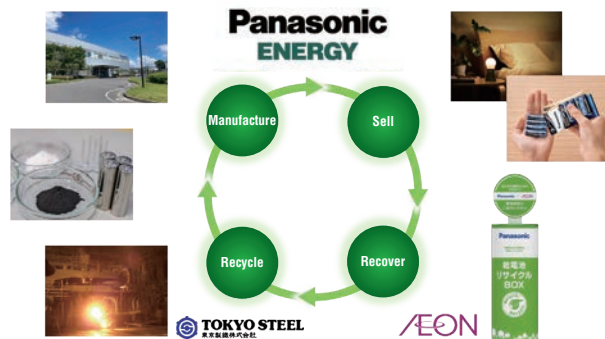 Panasonic
ENERGY
Manufacture
Sell
Recycle
Recover
Panasonic
乾電池
リサイクル
BOX
TOKYO STEEL
東京製鐵株式会社
ÆON